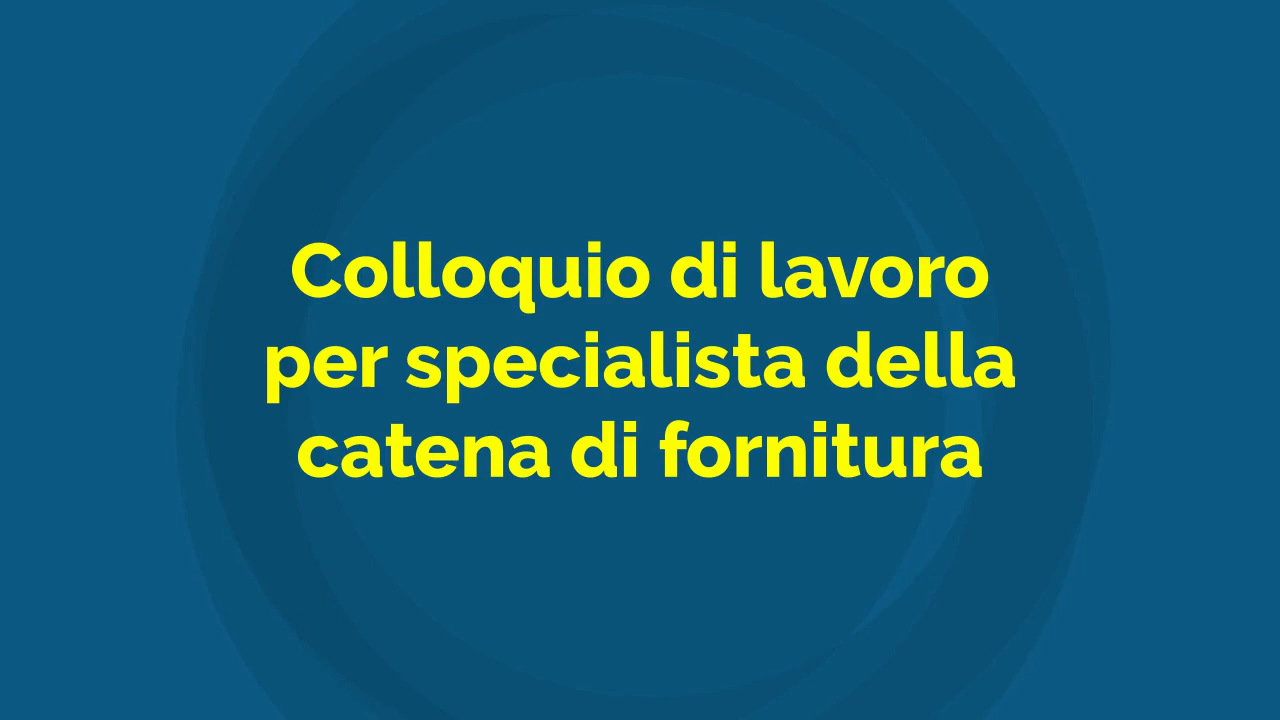 Colloquio di lavoro
per specialista della
catena di fornitura